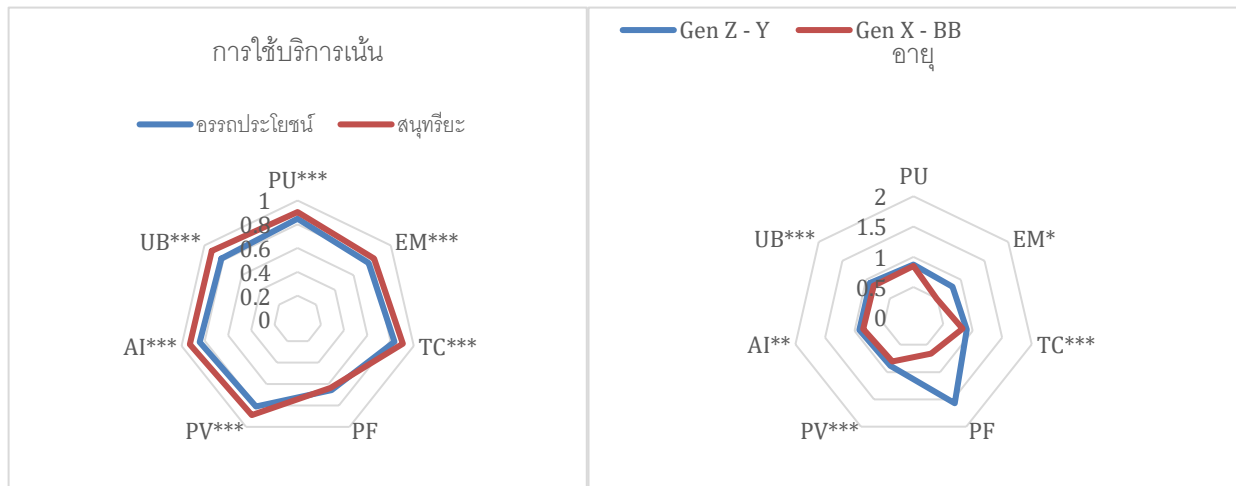 การใช้บริการเน้น
อรรถประโยชน์ สนุทรียะ
PU***
1
0.8
0.6
0.4
0.2
0
EM***
TC***
PF
PV***
AI***
UB***
Gen Z - Y Gen X - BB
อายุ
PU
2
1.5
1
0.5
0
EM*
TC***
PF
PV***
AI**
UB***